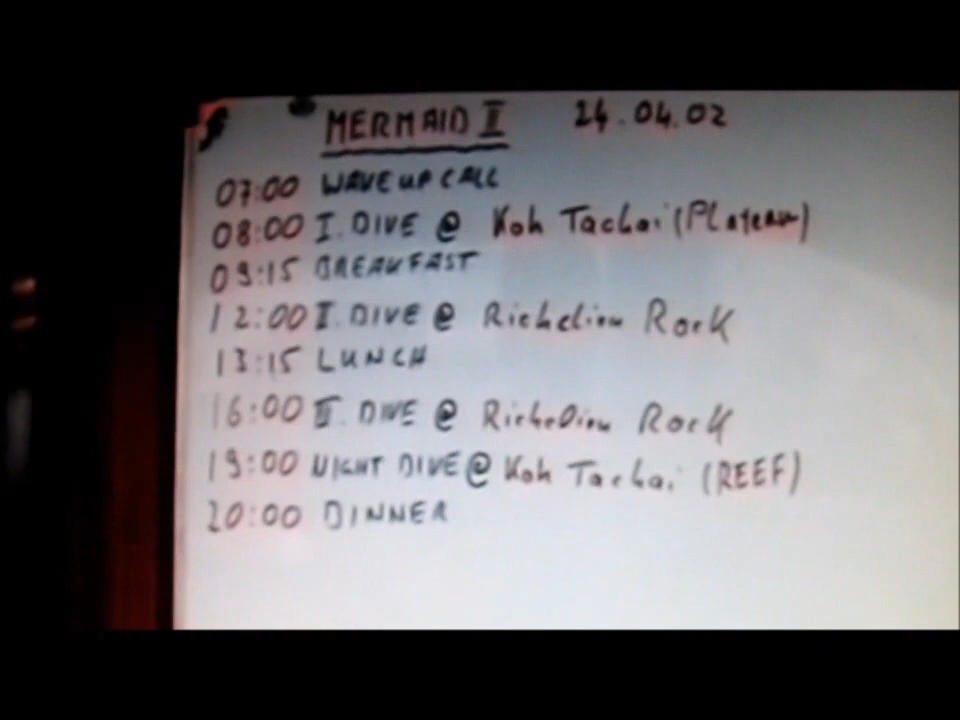 MERMAID II 24.04.02
07:00 WAVE UP CALL
08:00 I. DIVE @ Koh Tachai (Plateau)
09:15 BREAKFAST
12:00 II. DIVE @ Richelieu Rock
13:15 LUNCH
16:00 III. DIVE @ Richelieu Rock
19:00 NIGHT DIVE @ Koh Tachai (REEF)
20:00 DINNER